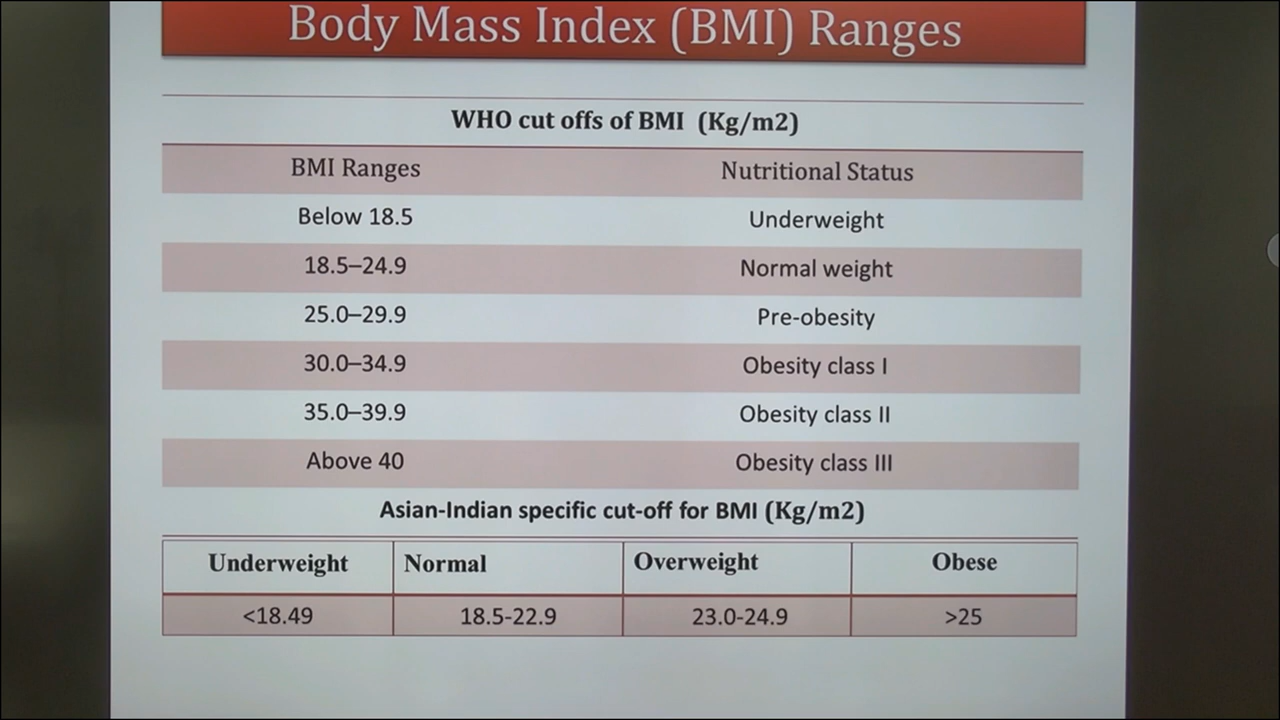 Body Mass Index (BMI) Ranges
WHO cut offs of BMI (Kg/m2)
BMI Ranges Nutritional Status
Below 18.5 Underweight
18.5–24.9 Normal weight
25.0–29.9 Pre-obesity
30.0–34.9 Obesity class I
35.0–39.9 Obesity class II
Above 40 Obesity class III
Asian-Indian specific cut-off for BMI (Kg/m2)
Underweight Normal Overweight Obese
<18.49 18.5-22.9 23.0-24.9 >25